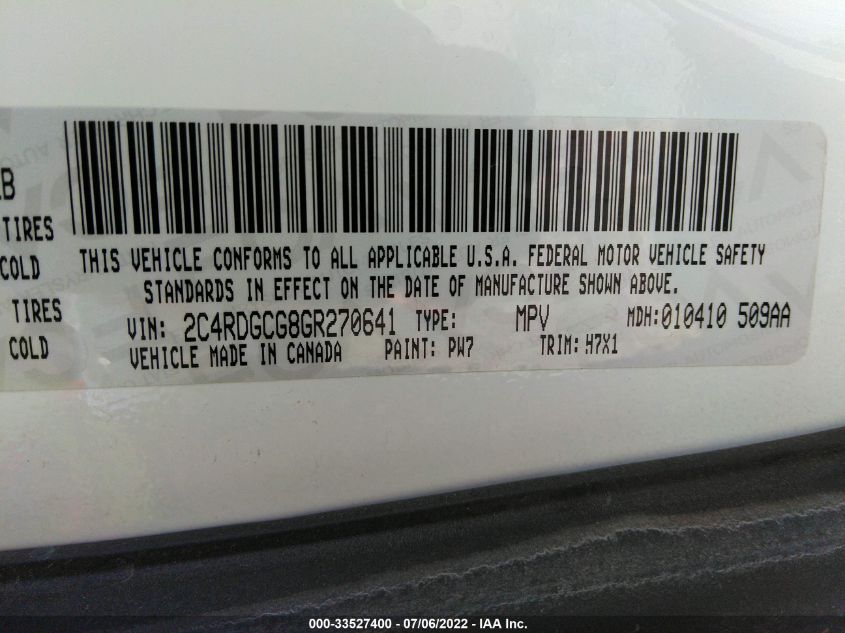 LB
TIRES
COLD
TIRES
COLD
THIS VEHICLE CONFORMS TO ALL APPLICABLE U.S.A. FEDERAL MOTOR VEHICLE SAFETY
STANDARDS IN EFFECT ON THE DATE OF MANUFACTURE SHOWN ABOVE.
VIN: 2C4RDGCG8GR270641 TYPE: MPV MDH:010410 509AA
VEHICLE MADE IN CANADA PAINT: PW7 TRIM: H7X1
000-33527400 - 07/06/2022 - IAA Inc.